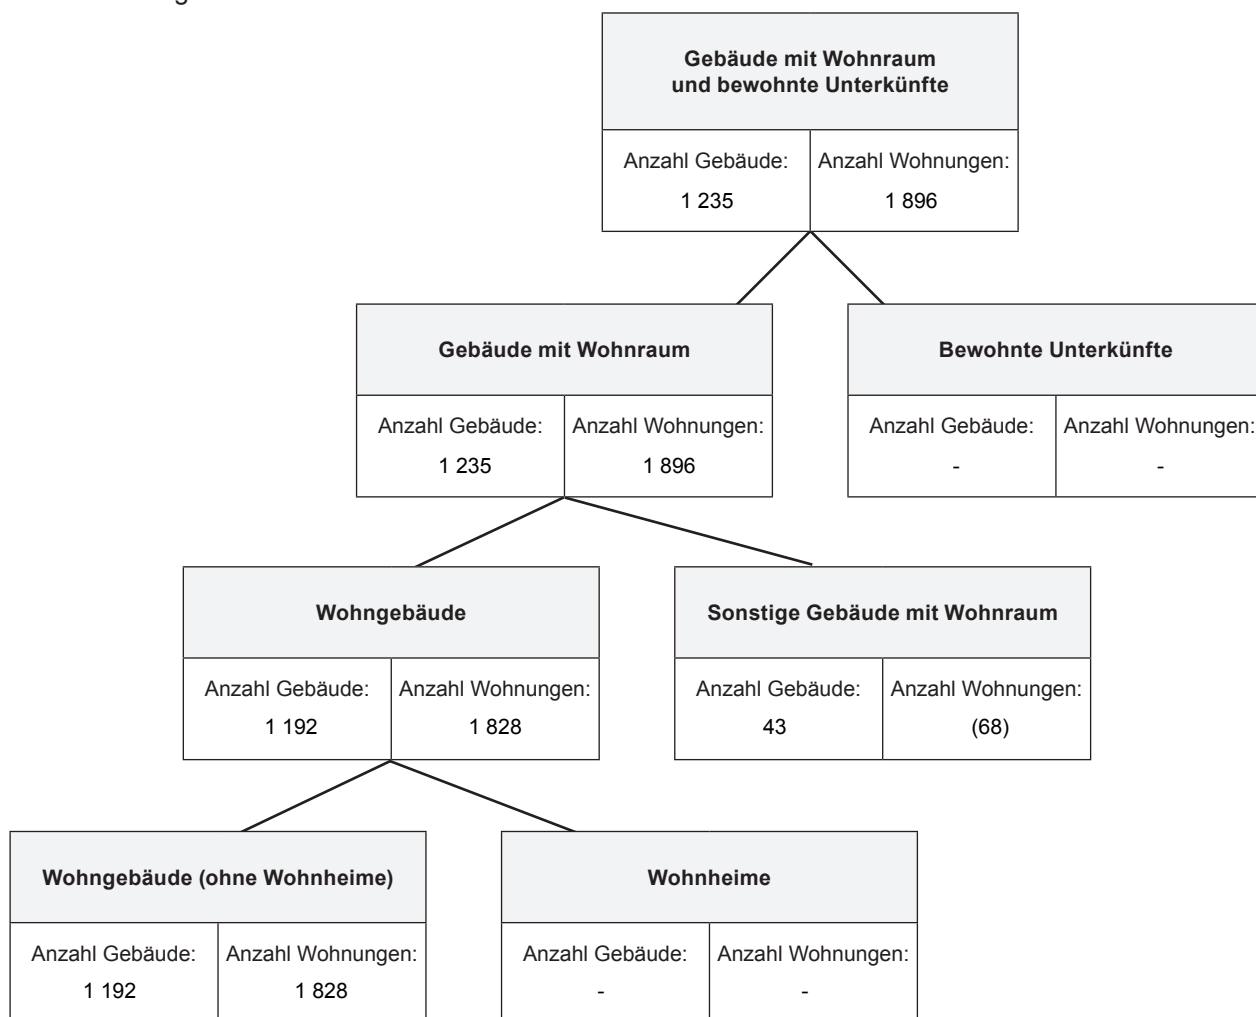 Gebäude mit Wohnraum
und bewohnte Unterkünfte
Anzahl Gebäude: Anzahl Wohnungen:
1 235 1 896
Gebäude mit Wohnraum Bewohnte Unterkünfte
Anzahl Gebäude: Anzahl Wohnungen: Anzahl Gebäude: Anzahl Wohnungen:
1 235 1 896 - -
Wohngebäude Sonstige Gebäude mit Wohnraum
Anzahl Gebäude: Anzahl Wohnungen: Anzahl Gebäude: Anzahl Wohnungen:
1 192 1 828 43 (68)
Wohngebäude (ohne Wohnheime) Wohnheime
Anzahl Gebäude: Anzahl Wohnungen: Anzahl Gebäude: Anzahl Wohnungen:
1 192 1 828 - -